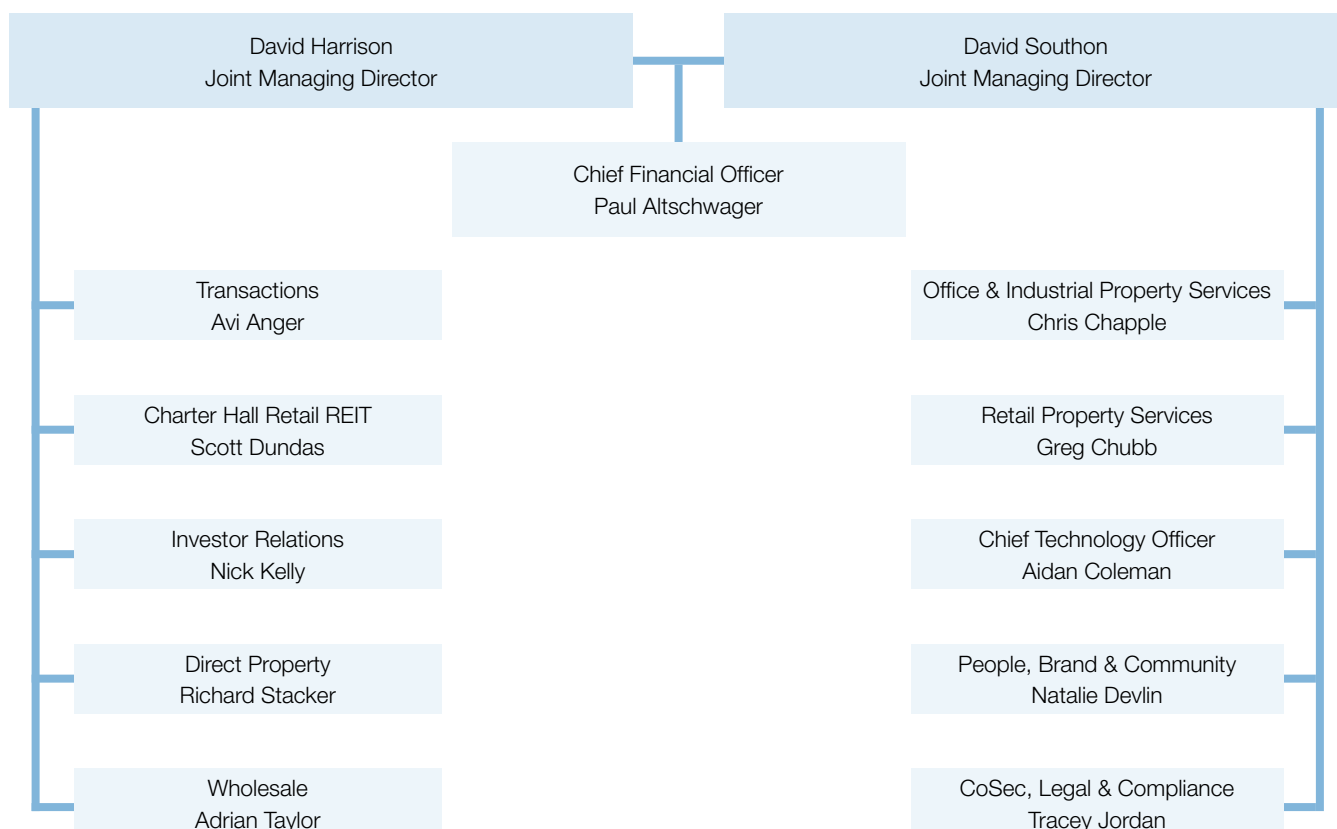 David Harrison
Joint Managing Director
David Southon
Joint Managing Director
Chief Financial Officer
Paul Altschwager
Transactions
Avi Anger
Office & Industrial Property Services
Chris Chapple
Charter Hall Retail REIT
Scott Dundas
Retail Property Services
Greg Chubb
Investor Relations
Nick Kelly
Chief Technology Officer
Aidan Coleman
Direct Property
Richard Stacker
People, Brand & Community
Natalie Devlin
Wholesale
Adrian Taylor
CoSec, Legal & Compliance
Tracey Jordan